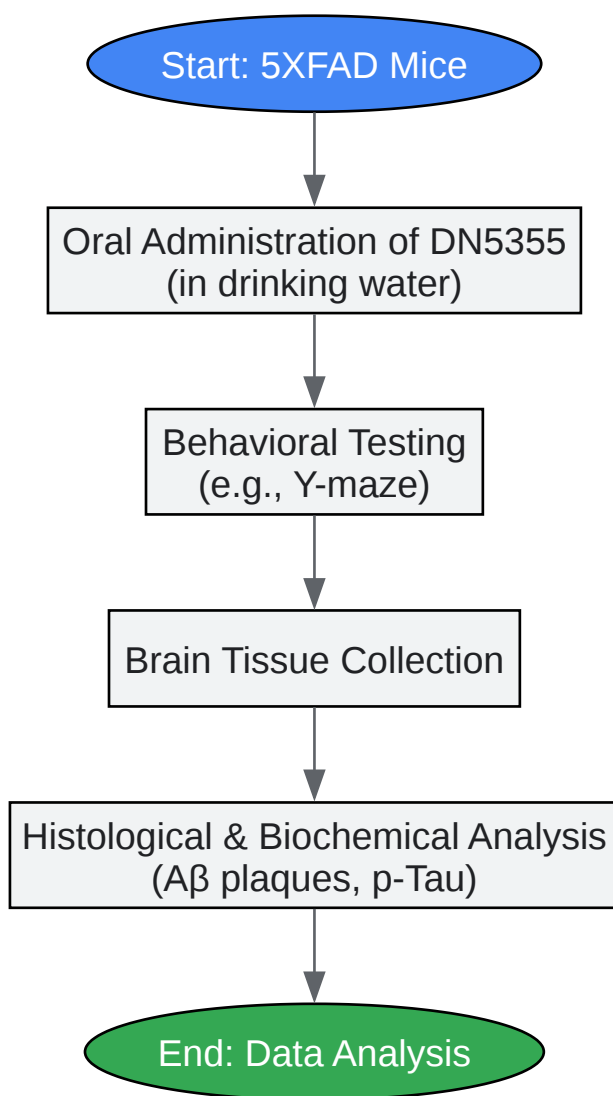 Start: 5XFAD Mice
Oral Administration of DN5355
(in drinking water)
Behavioral Testing
(e.g., Y-maze)
Brain Tissue Collection
Histological & Biochemical Analysis
(Aβ plaques, p-Tau)
End: Data Analysis